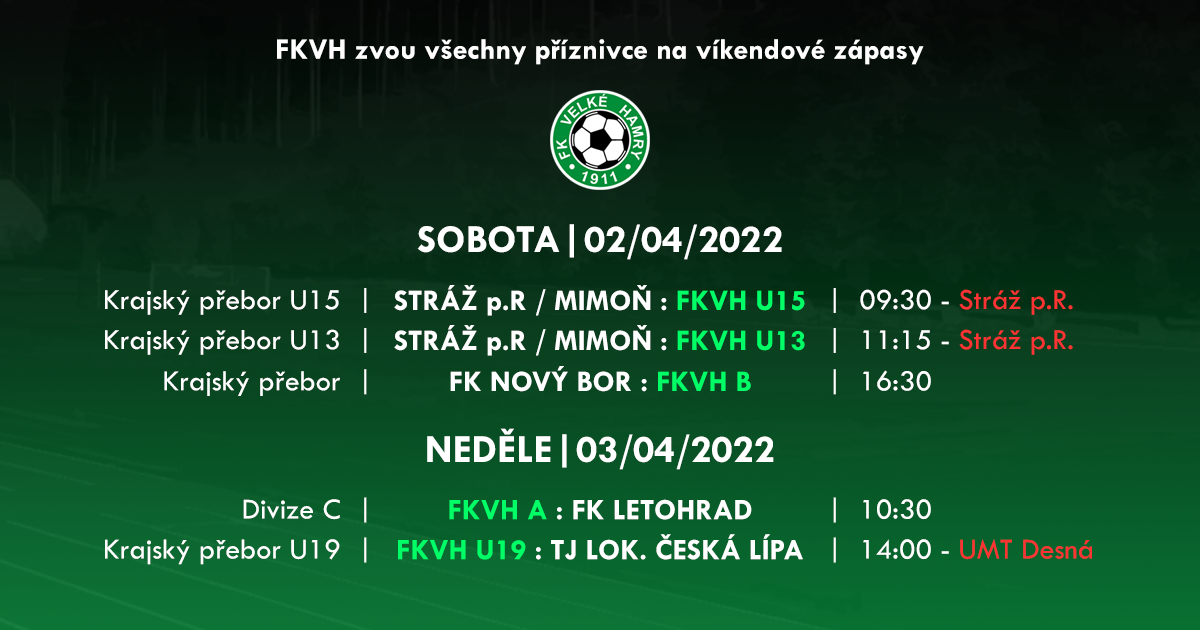 FKVH zvou všechny příznivce na víkendové zápasy
FK VELKÉ HAMRY
1911
SOBOTA | 02/04/2022
Krajský přebor U15 | STRÁŽ p.R / MIMOŇ : FKVH U15 | 09:30 - Stráž p.R.
Krajský přebor U13 | STRÁŽ p.R / MIMOŇ : FKVH U13 | 11:15 - Stráž p.R.
Krajský přebor | FK NOVÝ BOR : FKVH B | 16:30
NEDĚLE | 03/04/2022
Divize C | FKVH A : FK LETOHRAD | 10:30
Krajský přebor U19 | FKVH U19 : TJ LOK. ČESKÁ LÍPA | 14:00 - UMT Desná